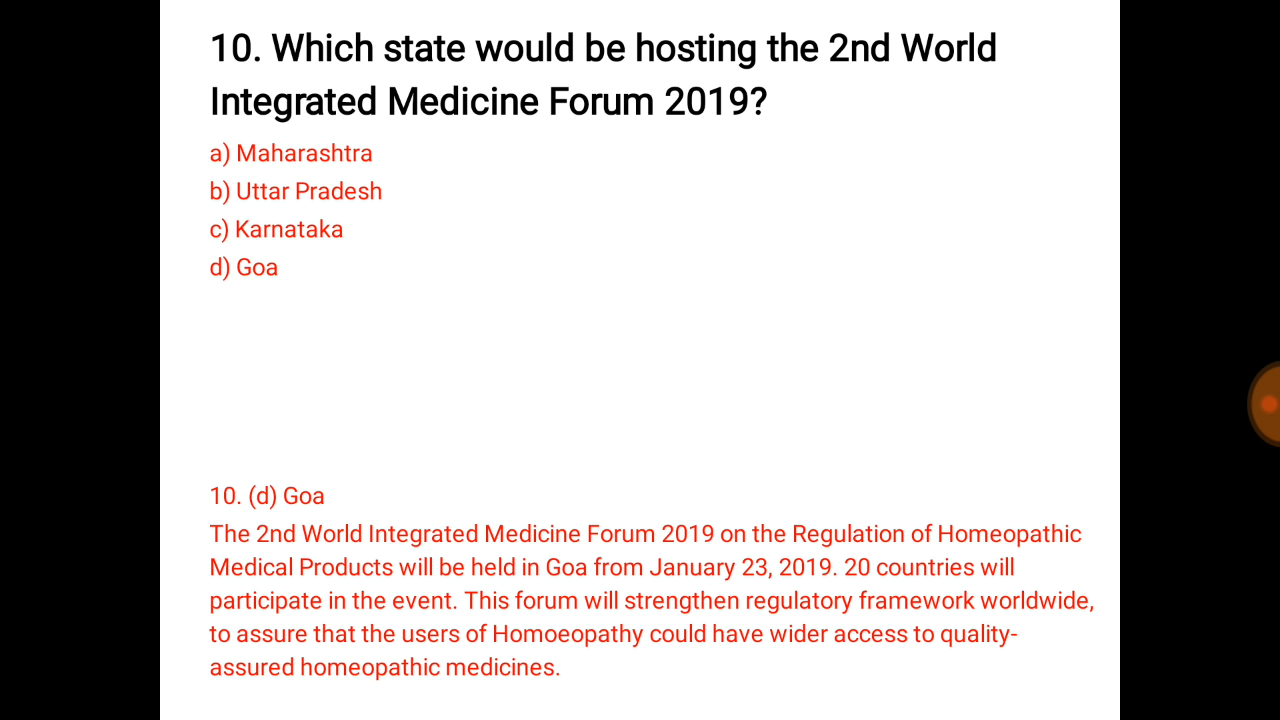 10. Which state would be hosting the 2nd World
Integrated Medicine Forum 2019?
a) Maharashtra
b) Uttar Pradesh
c) Karnataka
d) Goa
10. (d) Goa
The 2nd World Integrated Medicine Forum 2019 on the Regulation of Homeopathic
Medical Products will be held in Goa from January 23, 2019. 20 countries will
participate in the event. This forum will strengthen regulatory framework worldwide,
to assure that the users of Homoeopathy could have wider access to quality-
assured homeopathic medicines.